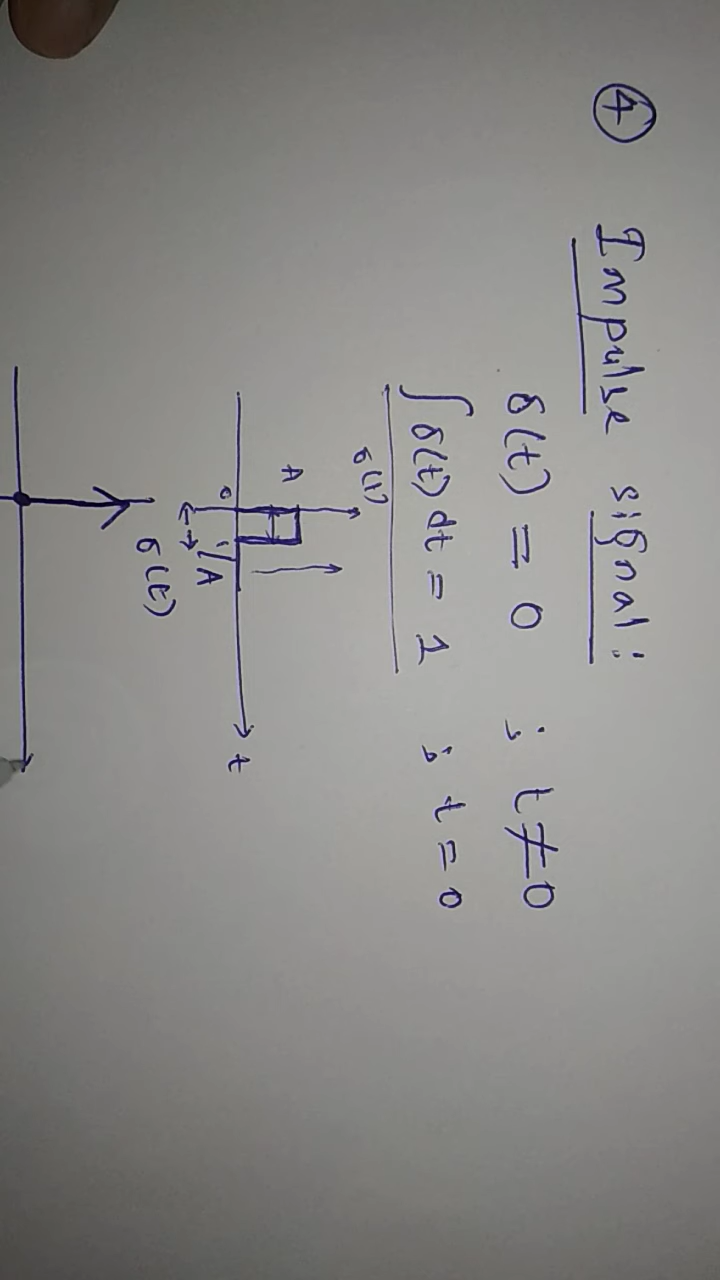 ④ Impulse signal:
δ(t) = 0 ; t≠0
∫δ(t) dt = 1 ; t=0
δ(t)
A
0 1/A t
δ(t)